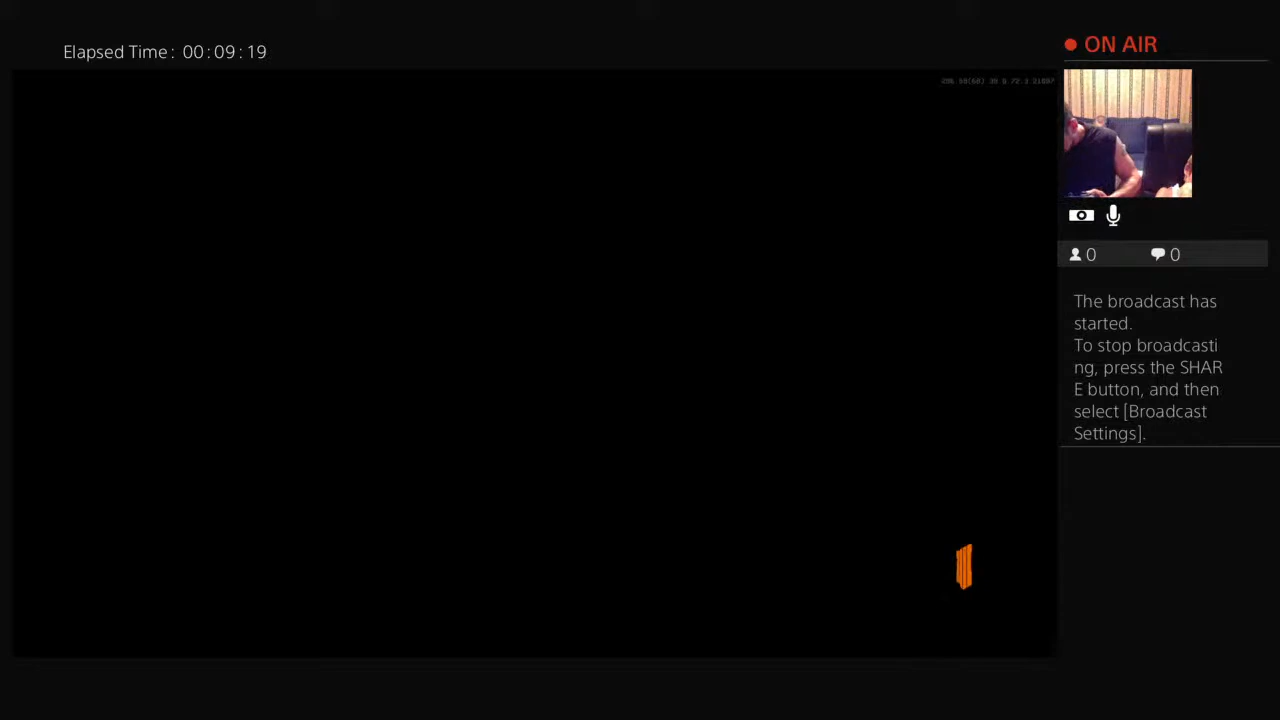 Elapsed Time: 00:09:19
ON AIR
0 0
The broadcast has
started.
To stop broadcasti
ng, press the SHAR
E button, and then
select [Broadcast
Settings].